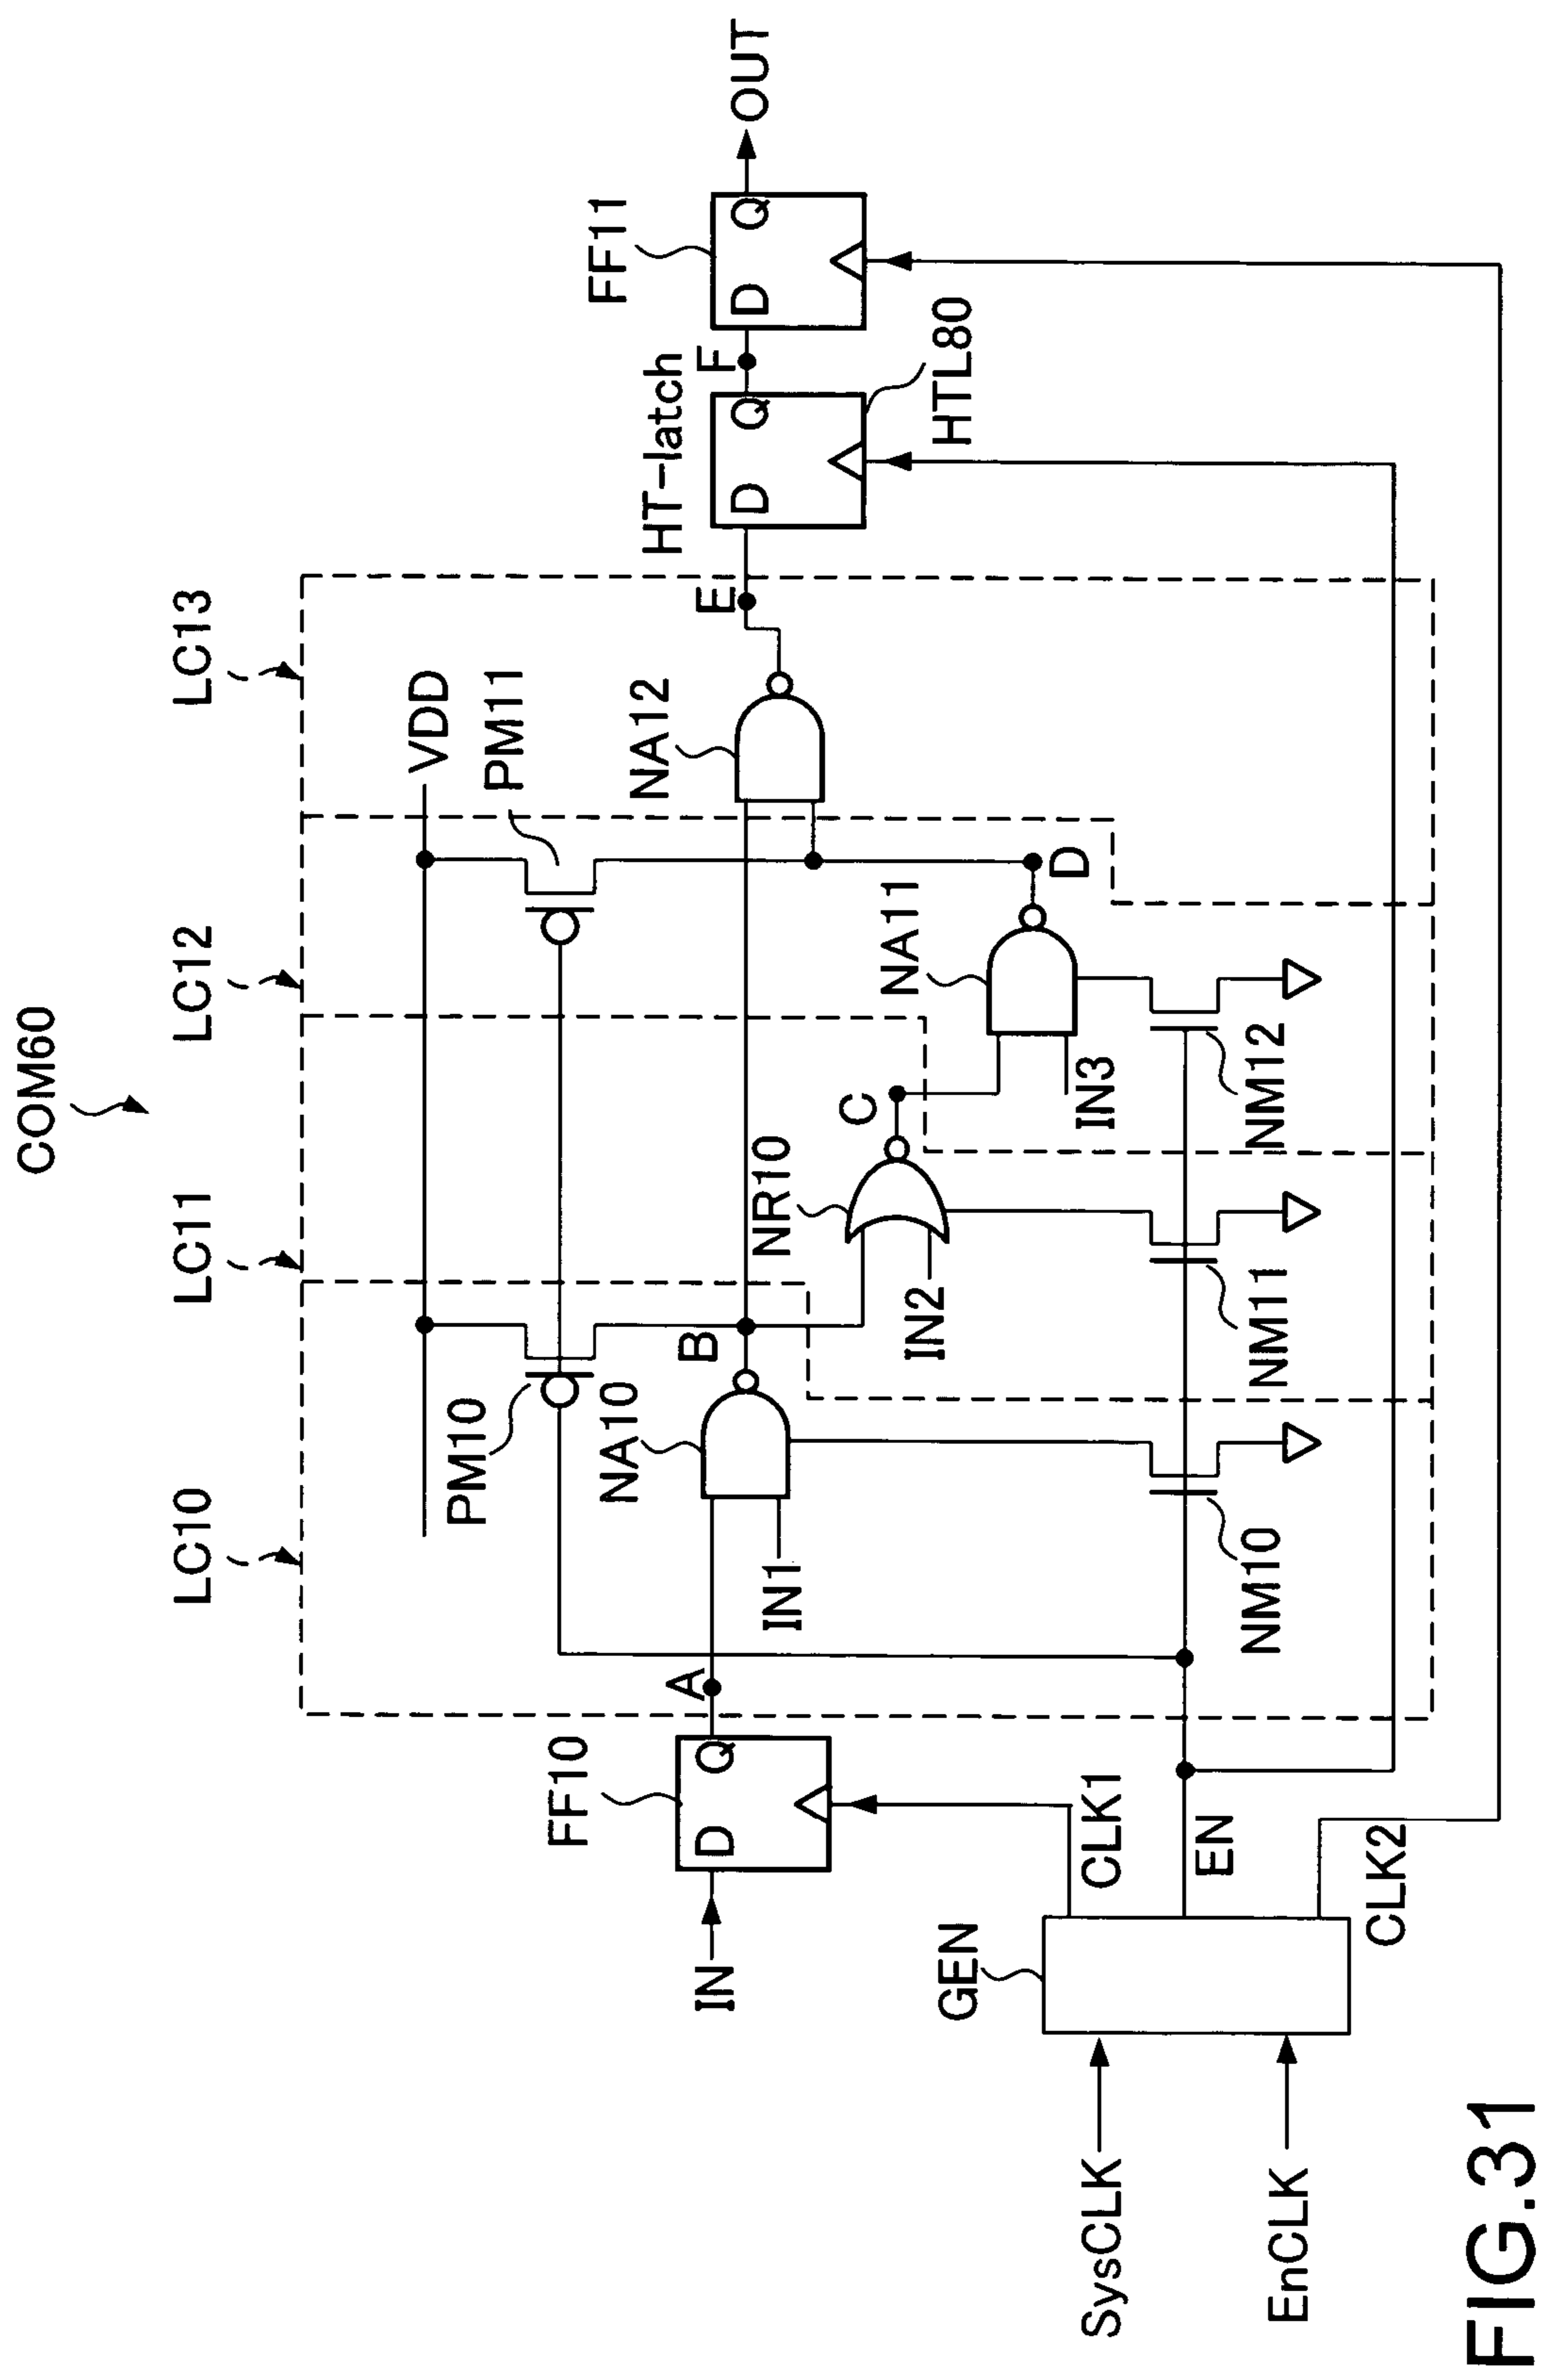 COM60
LC10
LC11
LC12
LC13
VDD
PM10
PM11
FF10
NA10
B
NA12
HT-latch
FF11
A
E
F
IN
D Q
IN1
NR10
C
D Q
D Q
OUT
IN2
NA11
HTL80
GEN
IN3
D
CLK1
SysCLK
EN
NM10
NM11
NM12
EnCLK
CLK2
FIG.31